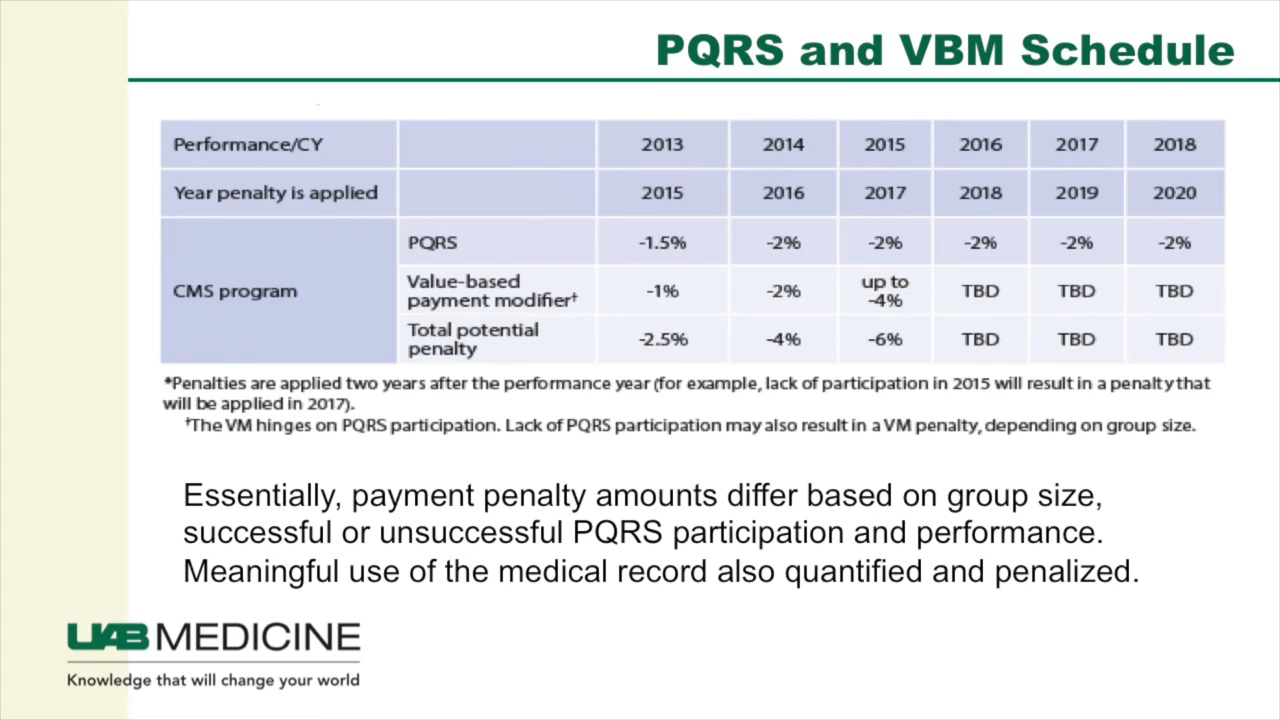 PQRS and VBM Schedule
Performance/CY 2013 2014 2015 2016 2017 2018
Year penalty is applied 2015 2016 2017 2018 2019 2020
CMS program
PQRS -1.5% -2% -2% -2% -2% -2%
Value-based payment modifier† -1% -2% up to -4% TBD TBD TBD
Total potential penalty -2.5% -4% -6% TBD TBD TBD
*Penalties are applied two years after the performance year (for example, lack of participation in 2015 will result in a penalty that
will be applied in 2017).
†The VM hinges on PQRS participation. Lack of PQRS participation may also result in a VM penalty, depending on group size.
Essentially, payment penalty amounts differ based on group size,
successful or unsuccessful PQRS participation and performance.
Meaningful use of the medical record also quantified and penalized.
UAB MEDICINE
Knowledge that will change your world